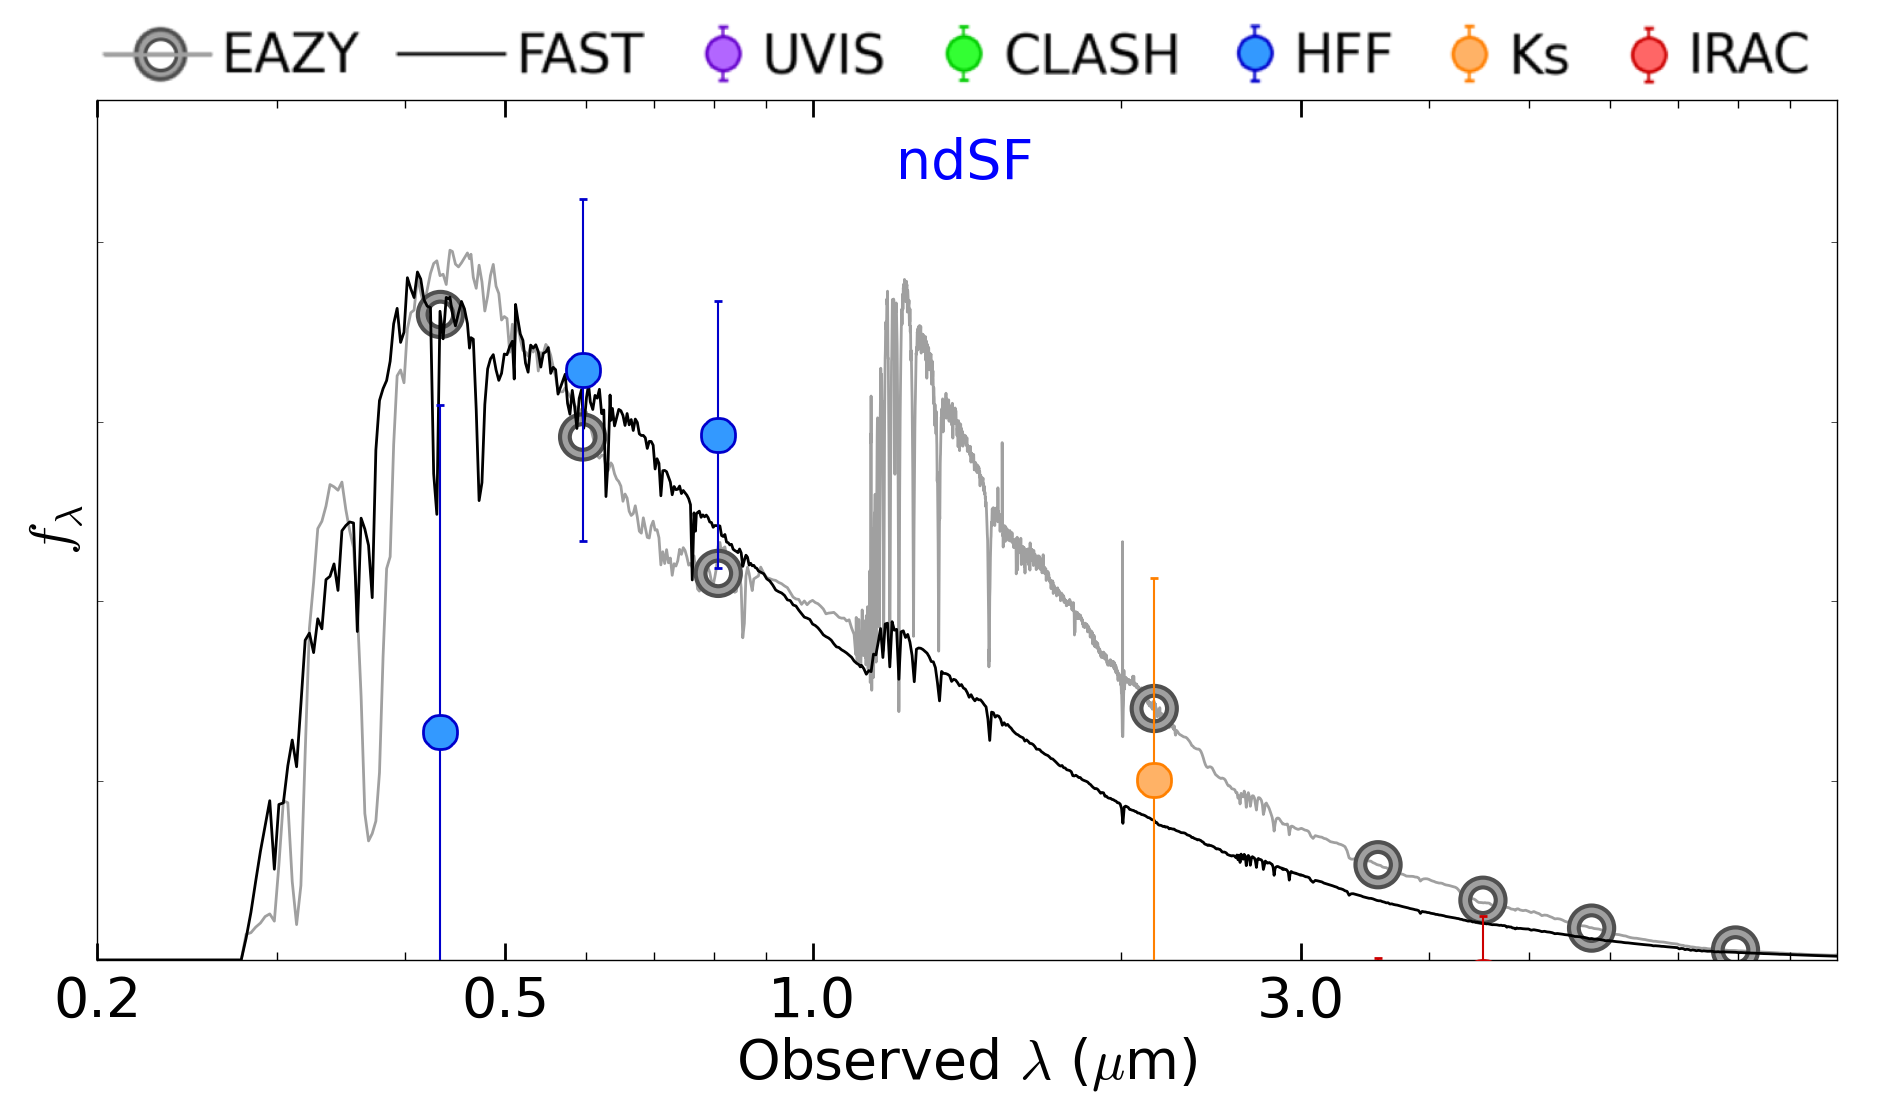 EAZY FAST UVIS CLASH HFF Ks IRAC
ndSF
f_λ
0.2 0.5 1.0 3.0
Observed λ (μm)